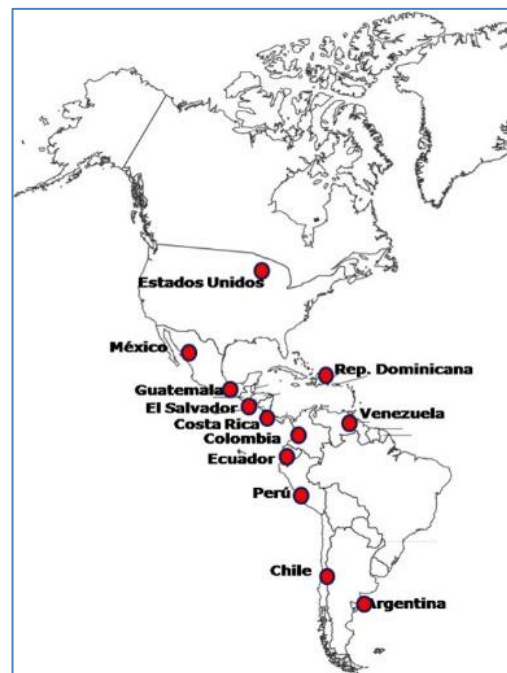 Estados Unidos
México
Rep. Dominicana
Guatemala
El Salvador
Venezuela
Costa Rica
Colombia
Ecuador
Perú
Chile
Argentina